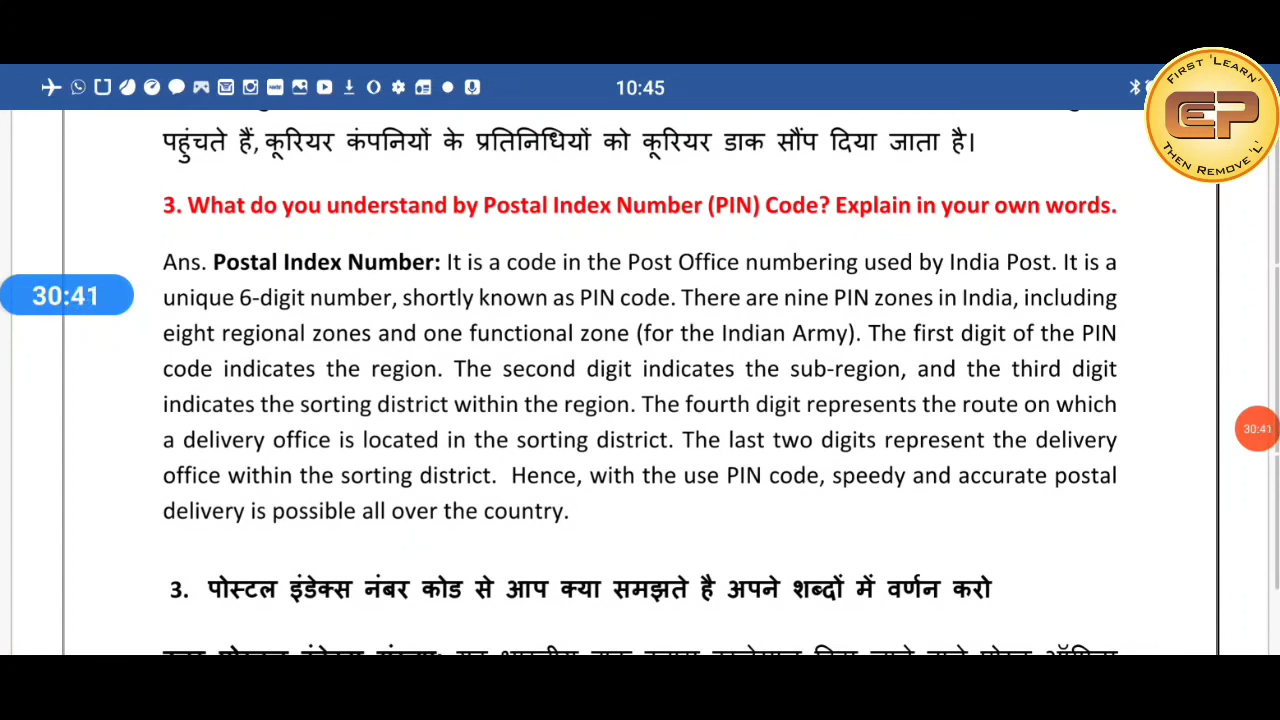 10:45
FIRST 'LEARN'
EP
THEN REMOVE 'L'
पहुंचते हैं, कूरियर कंपनियों के प्रतिनिधियों को कूरियर डाक सौंप दिया जाता है।
3. What do you understand by Postal Index Number (PIN) Code? Explain in your own words.
Ans. Postal Index Number: It is a code in the Post Office numbering used by India Post. It is a
30:41
unique 6-digit number, shortly known as PIN code. There are nine PIN zones in India, including
eight regional zones and one functional zone (for the Indian Army). The first digit of the PIN
code indicates the region. The second digit indicates the sub-region, and the third digit
indicates the sorting district within the region. The fourth digit represents the route on which
30:41
a delivery office is located in the sorting district. The last two digits represent the delivery
office within the sorting district. Hence, with the use PIN code, speedy and accurate postal
delivery is possible all over the country.
3. पोस्टल इंडेक्स नंबर कोड से आप क्या समझते है अपने शब्दों में वर्णन करो